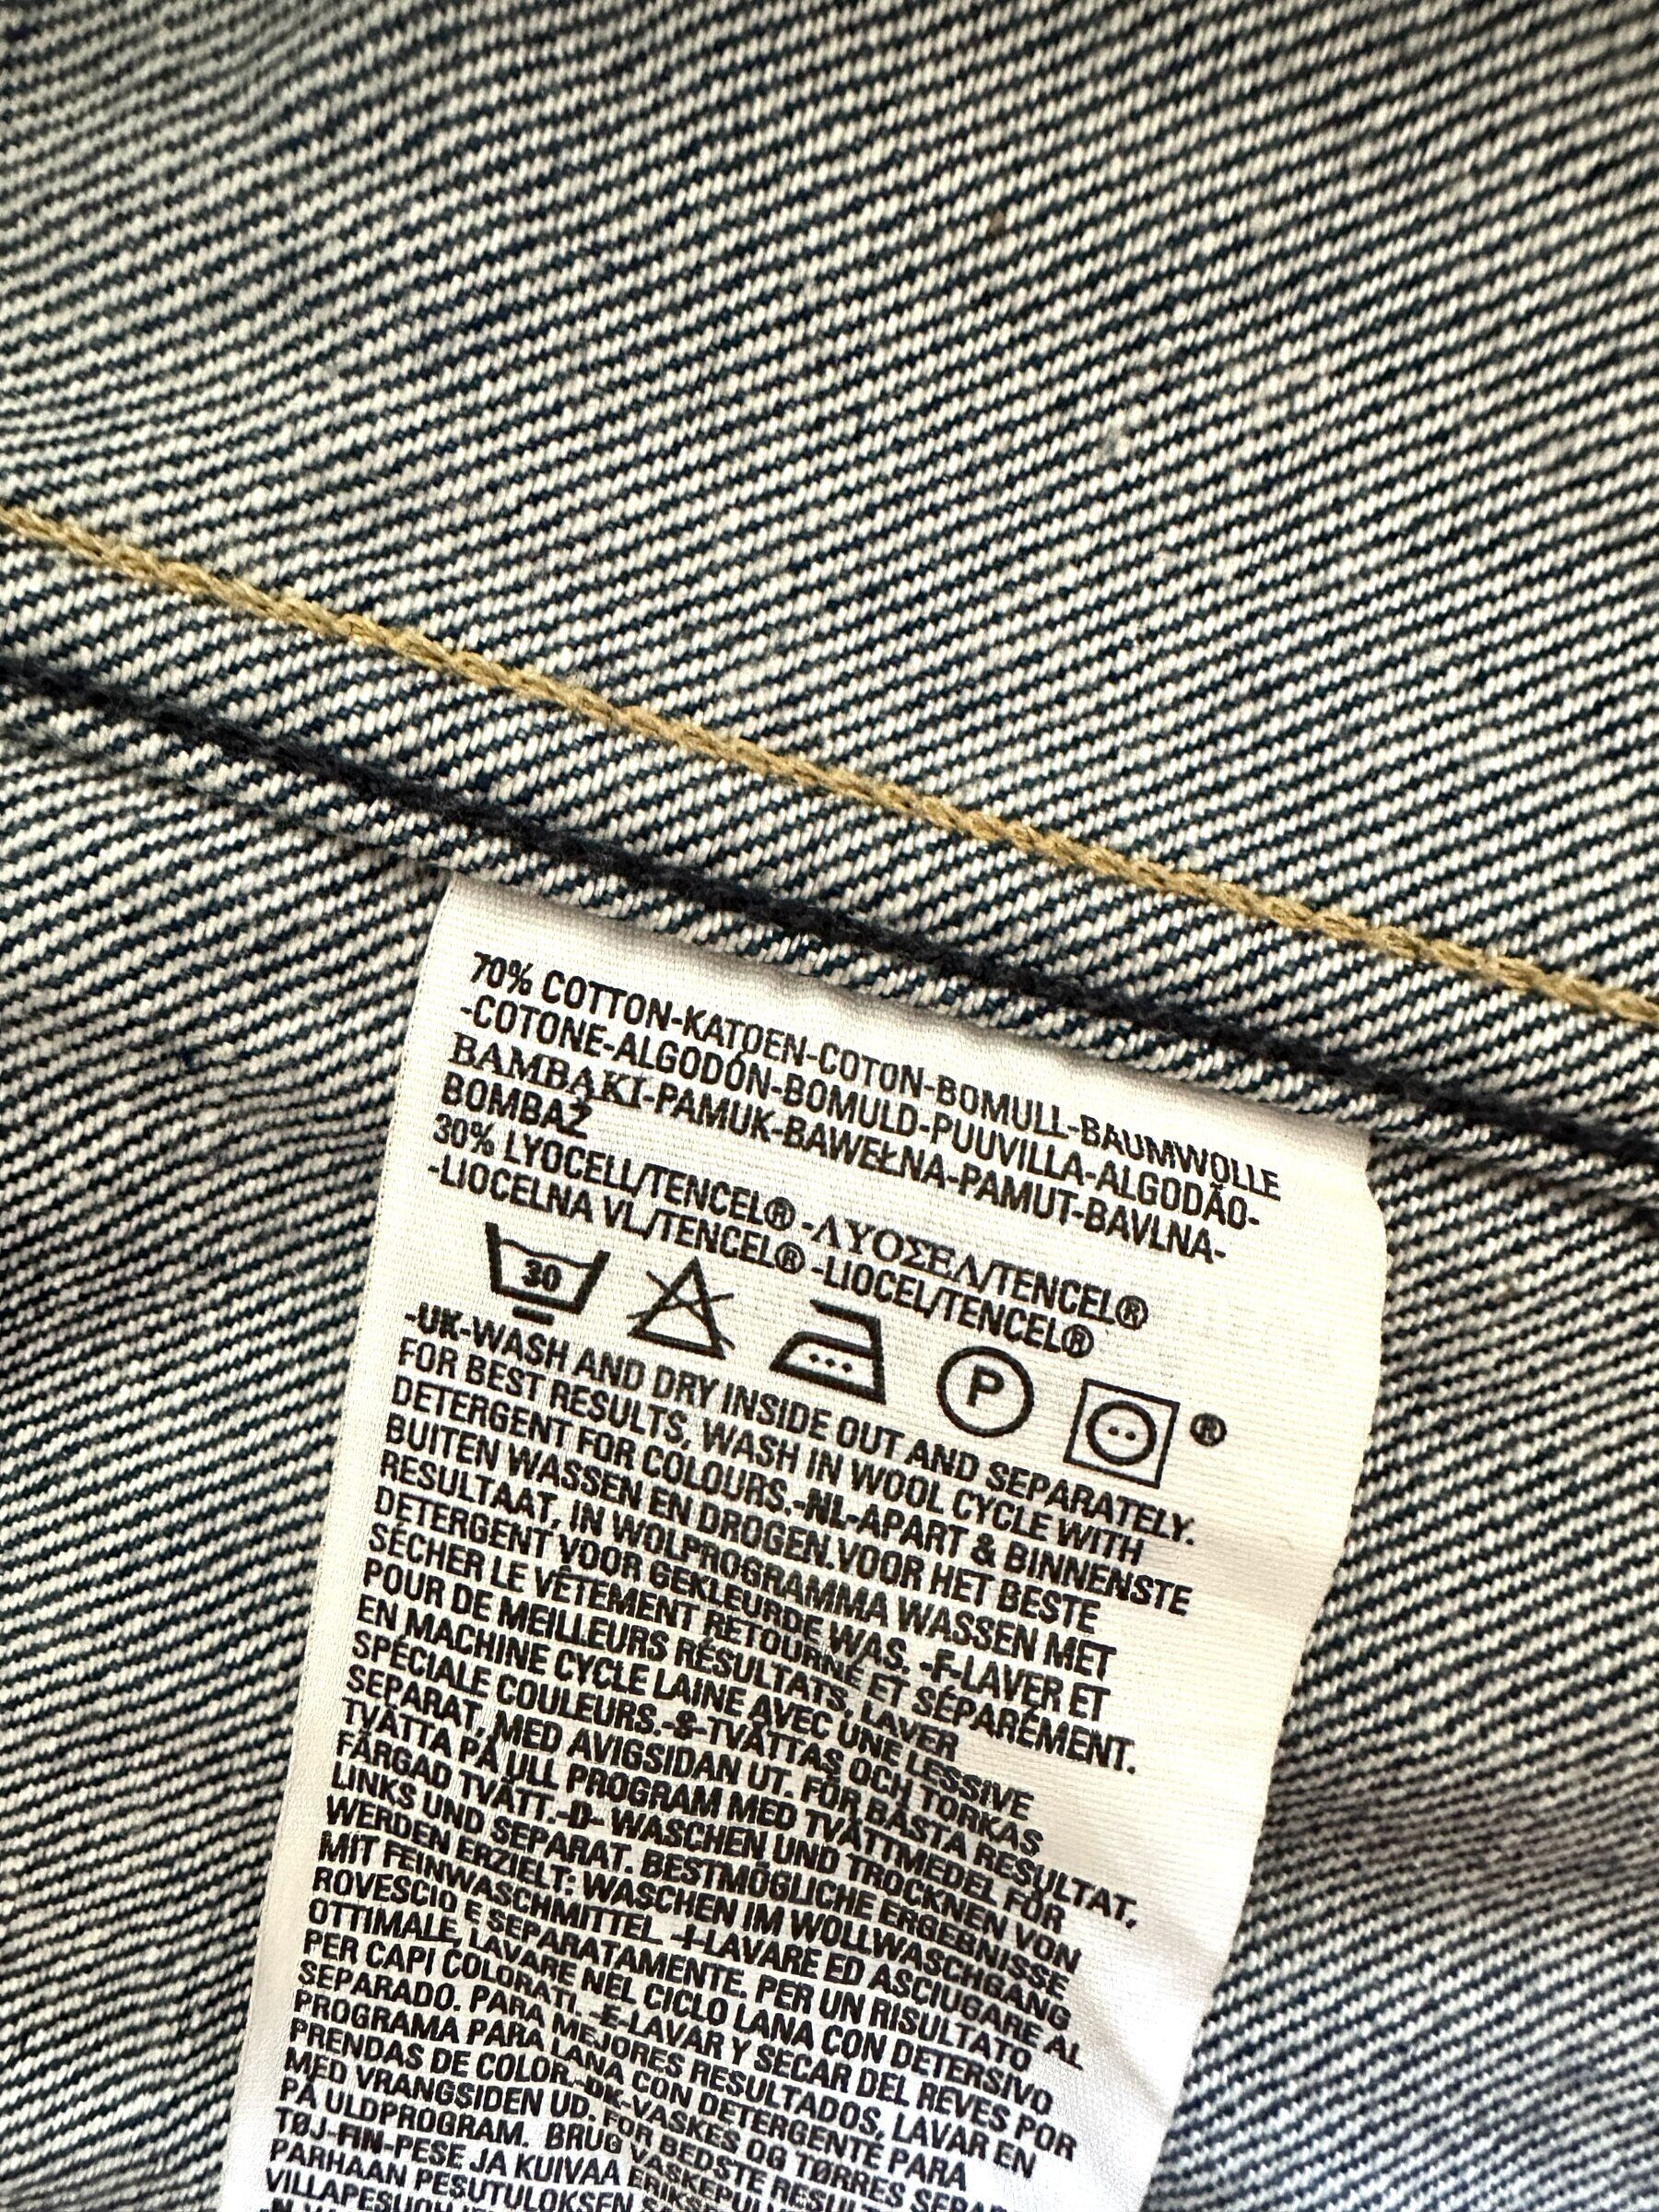 70% COTTON-KATOEN-COTON-BOMULL-BAUMWOLLE
-COTONE-ALGODÓN-BOMULD-PUUVILLA-ALGODÃO-
ΒΑΜΒΑΚΙ-PAMUK-BAWEŁNA-PAMUT-BAVLNA-
BOMBAŽ
30% LYOCELL/TENCEL® -ΛΥΟΣΕΛ/TENCEL®
-LIOCELNA VL/TENCEL® -LIOCEL/TENCEL®
30 P ®
-UK-WASH AND DRY INSIDE OUT AND SEPARATELY.
FOR BEST RESULTS, WASH IN WOOL CYCLE WITH
DETERGENT FOR COLOURS.-NL-APART & BINNENSTE
BUITEN WASSEN EN DROGEN.VOOR HET BESTE
RESULTAAT, IN WOLPROGRAMMA WASSEN MET
DETERGENT VOOR GEKLEURDE WAS. -F-LAVER ET
SÉCHER LE VÊTEMENT RETOURNÉ ET SÉPARÉMENT.
POUR DE MEILLEURS RÉSULTATS, LAVER
EN MACHINE CYCLE LAINE AVEC UNE LESSIVE
SPÉCIALE COULEURS.-S-TVÄTTAS OCH TORKAS
SEPARAT, MED AVIGSIDAN UT. FÖR BÄSTA RESULTAT,
TVÄTTA PÅ ULL PROGRAM MED TVÄTTMEDEL FÖR
FÄRGAD TVÄTT.-D- WASCHEN UND TROCKNEN VON
LINKS UND SEPARAT. BESTMÖGLICHE ERGEBNISSE
WERDEN ERZIELT: WASCHEN IM WOLLWASCHGANG
MIT FEINWASCHMITTEL. -I-LAVARE ED ASCIUGARE AL
ROVESCIO E SEPARATAMENTE. PER UN RISULTATO
OTTIMALE, LAVARE NEL CICLO LANA CON DETERSIVO
PER CAPI COLORATI. -E-LAVAR Y SECAR DEL REVES POR
SEPARADO. PARA MEJORES RESULTADOS, LAVAR EN
PROGRAMA PARA LANA CON DETERGENTE PARA
PRENDAS DE COLOR.-DK-VASKES OG TØRRES
MED VRANGSIDEN UD. FOR BEDSTE
PÅ ULDPROGRAM. BRUG
TØJ-FIN-PESE JA KUIVAA
PARHAAN PESUTULOKSEN